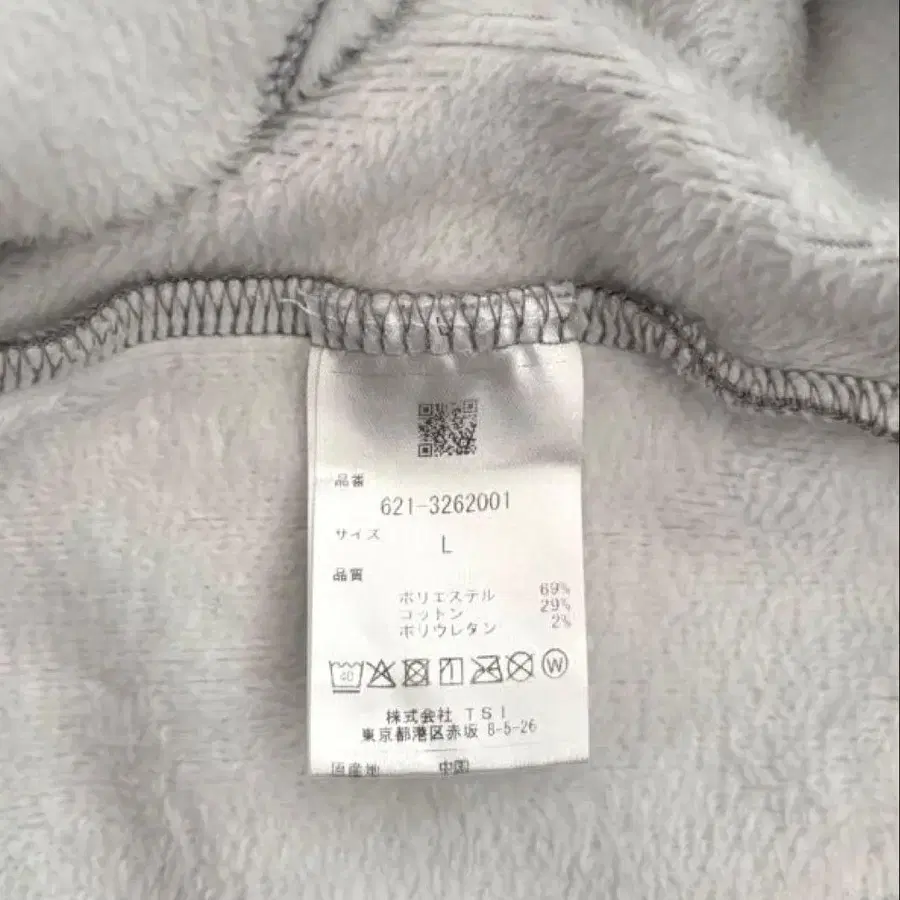 品番
621-3262001
サイズ
L
品質
ポリエステル 69%
コットン 29%
ポリウレタン 2%
40 W
株式会社 TSI
東京都港区赤坂 8-5-26
原産地 中国